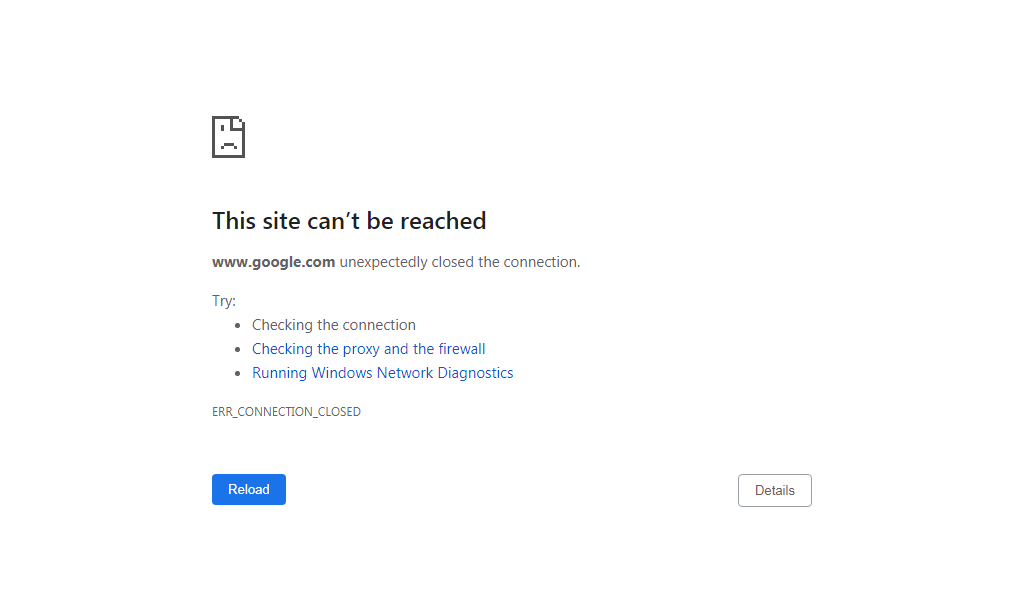 This site can’t be reached
www.google.com unexpectedly closed the connection.
Try:
Checking the connection
Checking the proxy and the firewall
Running Windows Network Diagnostics
ERR_CONNECTION_CLOSED
Reload
Details